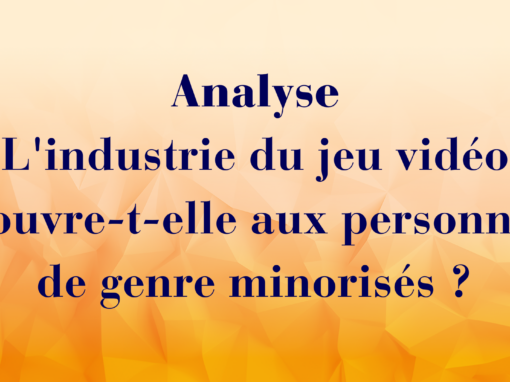 Analyse
L'industrie du jeu vidéo
ouvre-t-elle aux personn
de genre minorisés ?